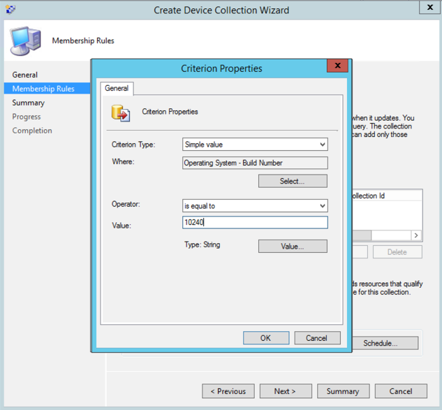 Create Device Collection Wizard
x
Membership Rules
General
Membership Rules
Summary
Progress
Completion
Criterion Properties
x
General
Criterion Properties
Criterion Type:
Simple value
Where:
Operating System - Build Number
Select...
Operator:
is equal to
Value:
10240
Type: String
Value...
OK
Cancel
when it updates. You
query. The collection
can add only those
ollection Id
Delete
resources that qualify
e for this collection.
Schedule...
< Previous
Next >
Summary
Cancel